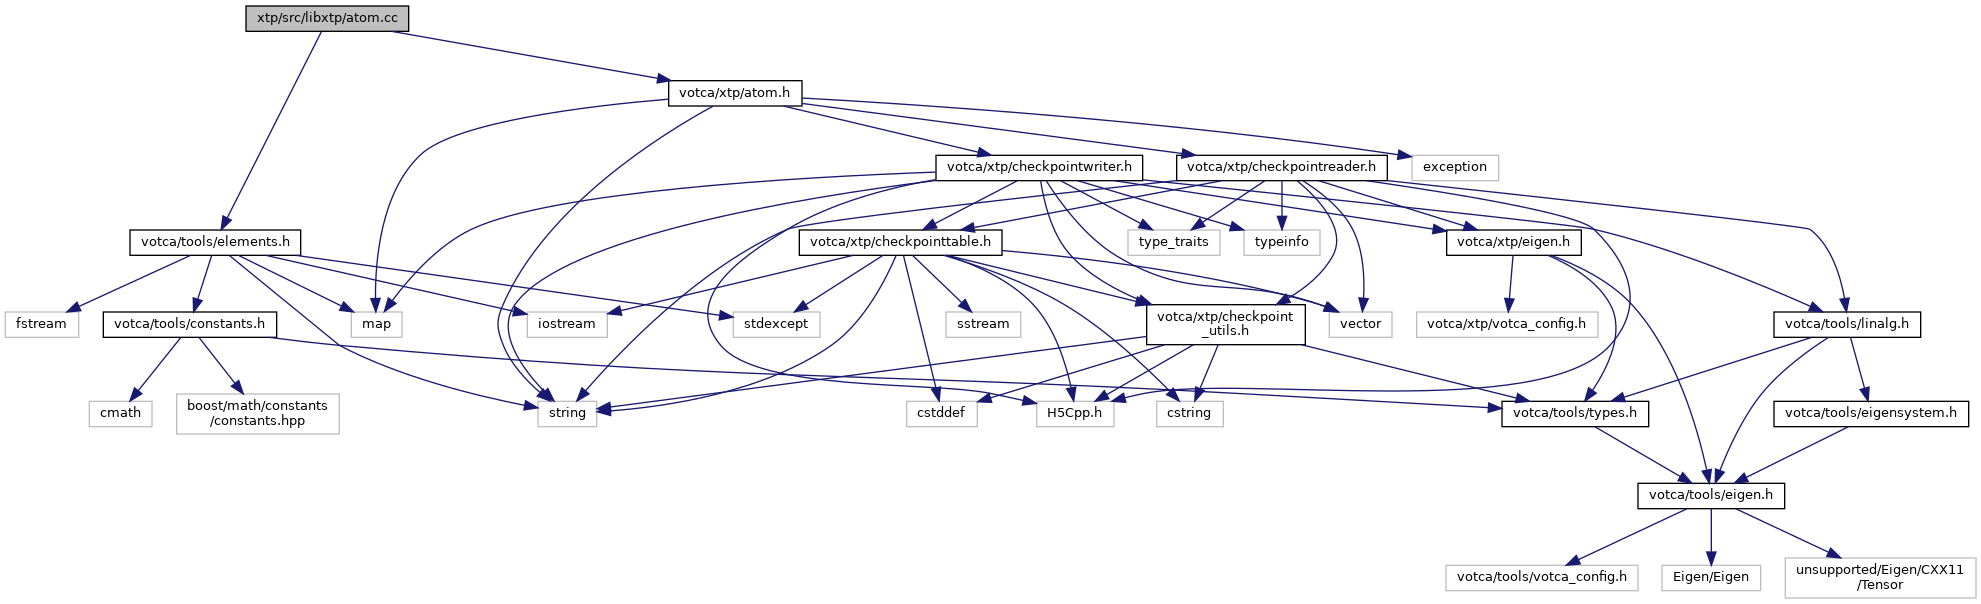 xtp/src/libxtp/atom.cc
votca/xtp/atom.h
votca/xtp/checkpointwriter.h
votca/xtp/checkpointreader.h
exception
votca/tools/elements.h
votca/xtp/checkpointtable.h
type_traits
typeinfo
votca/xtp/eigen.h
fstream
votca/tools/constants.h
map
iostream
stdexcept
sstream
votca/xtp/checkpoint
_utils.h
vector
votca/xtp/votca_config.h
votca/tools/linalg.h
cmath
boost/math/constants
/constants.hpp
string
cstddef
H5Cpp.h
cstring
votca/tools/types.h
votca/tools/eigensystem.h
votca/tools/eigen.h
votca/tools/votca_config.h
Eigen/Eigen
unsupported/Eigen/CXX11
/Tensor